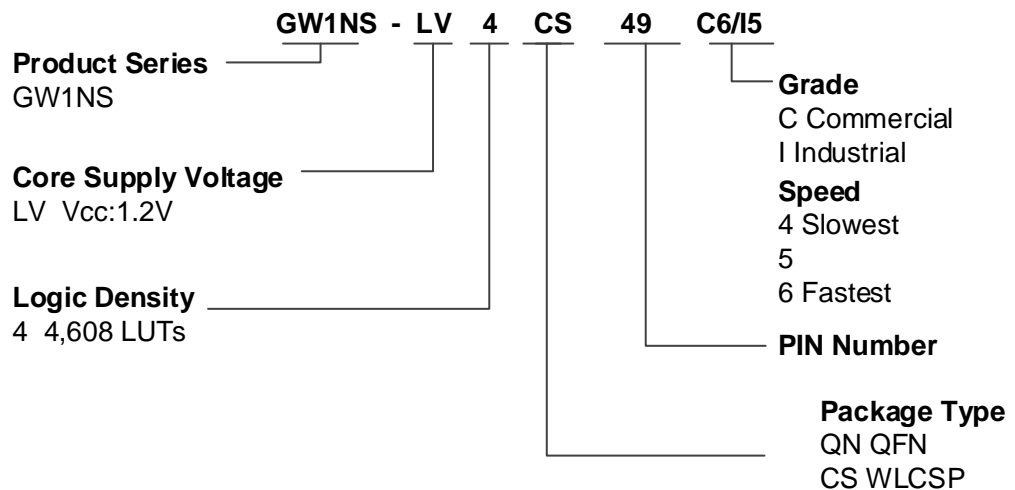 GW1NS - LV 4 CS 49 C6/I5
Product Series
GW1NS
Core Supply Voltage
LV Vcc:1.2V
Logic Density
4 4,608 LUTs
Grade
C Commercial
I Industrial
Speed
4 Slowest
5
6 Fastest
PIN Number
Package Type
QN QFN
CS WLCSP